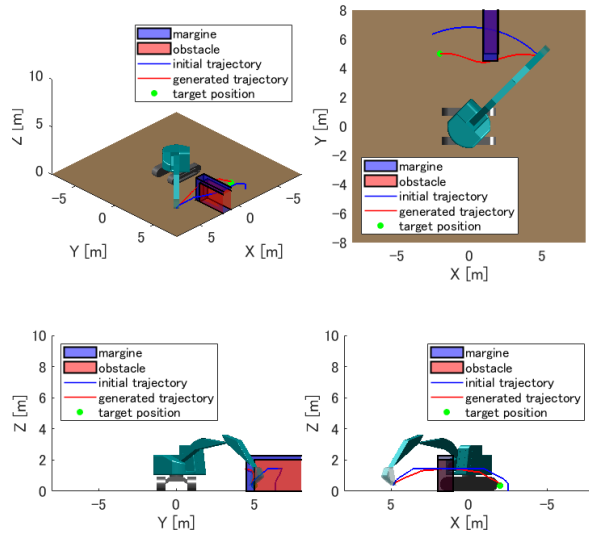 margine
obstacle
initial trajectory
generated trajectory
target position
10
5
0
Z [m]
-5
0
5
Y [m]
5
0
-5
X [m]
8
6
4
2
0
-2
-4
-6
-8
Y [m]
margine
obstacle
initial trajectory
generated trajectory
target position
-5
0
5
X [m]
10
8
6
4
2
0
Z [m]
margine
obstacle
initial trajectory
generated trajectory
target position
-5
0
5
Y [m]
10
8
6
4
2
0
Z [m]
margine
obstacle
initial trajectory
generated trajectory
target position
5
0
-5
X [m]